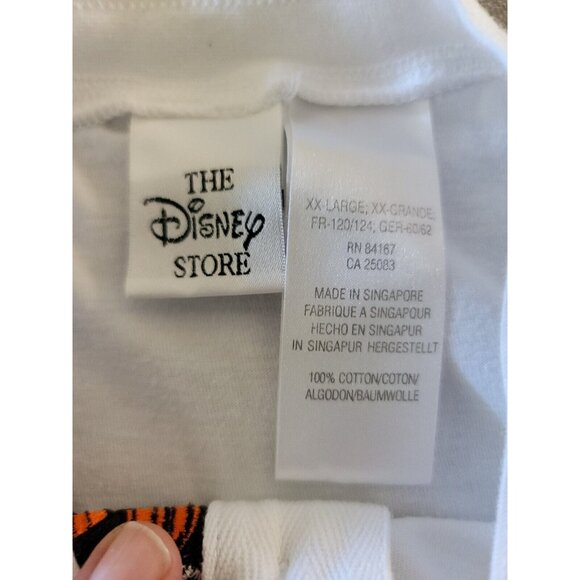 THE
Disney
STORE
XX-LARGE; XX-GRANDE;
FR-120/124; GER-60/62
RN 84167
CA 25083
MADE IN SINGAPORE
FABRIQUE A SINGAPOUR
HECHO EN SINGAPUR
IN SINGAPUR HERGESTELLT
100% COTTON/COTON/
ALGODON/BAUMWOLLE